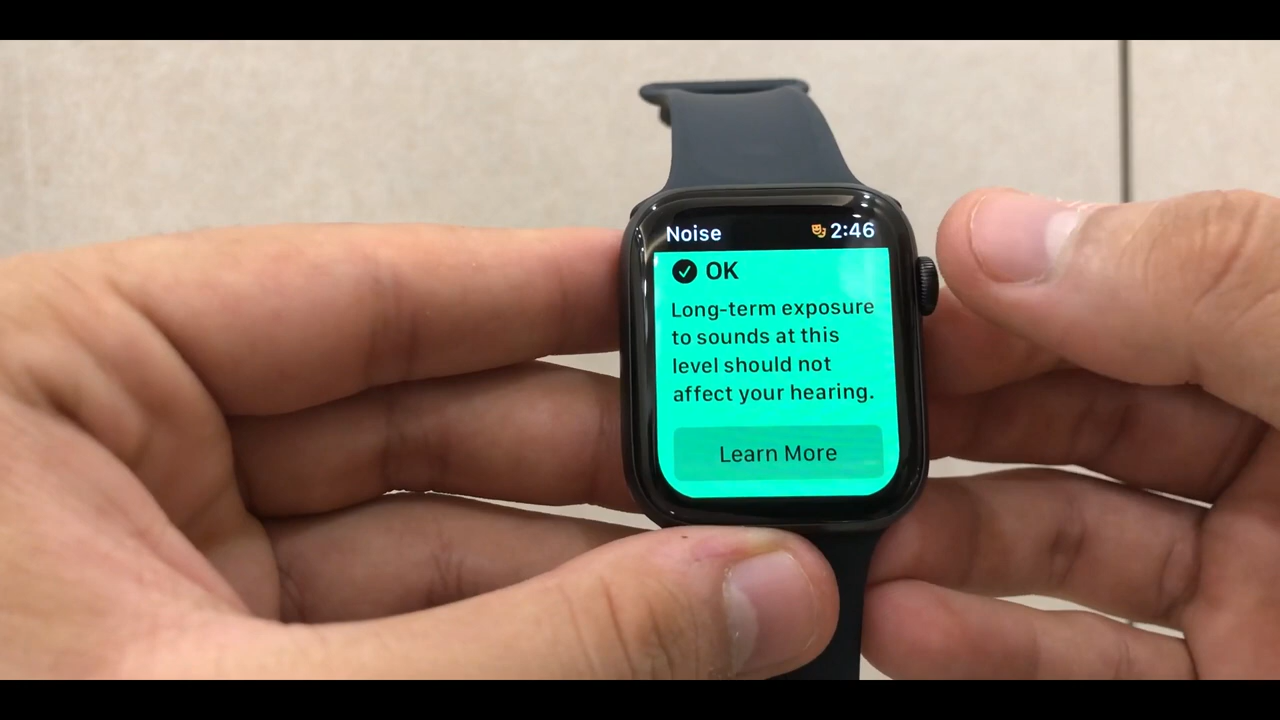 Noise 2:46
OK
Long-term exposure
to sounds at this
level should not
affect your hearing.
Learn More